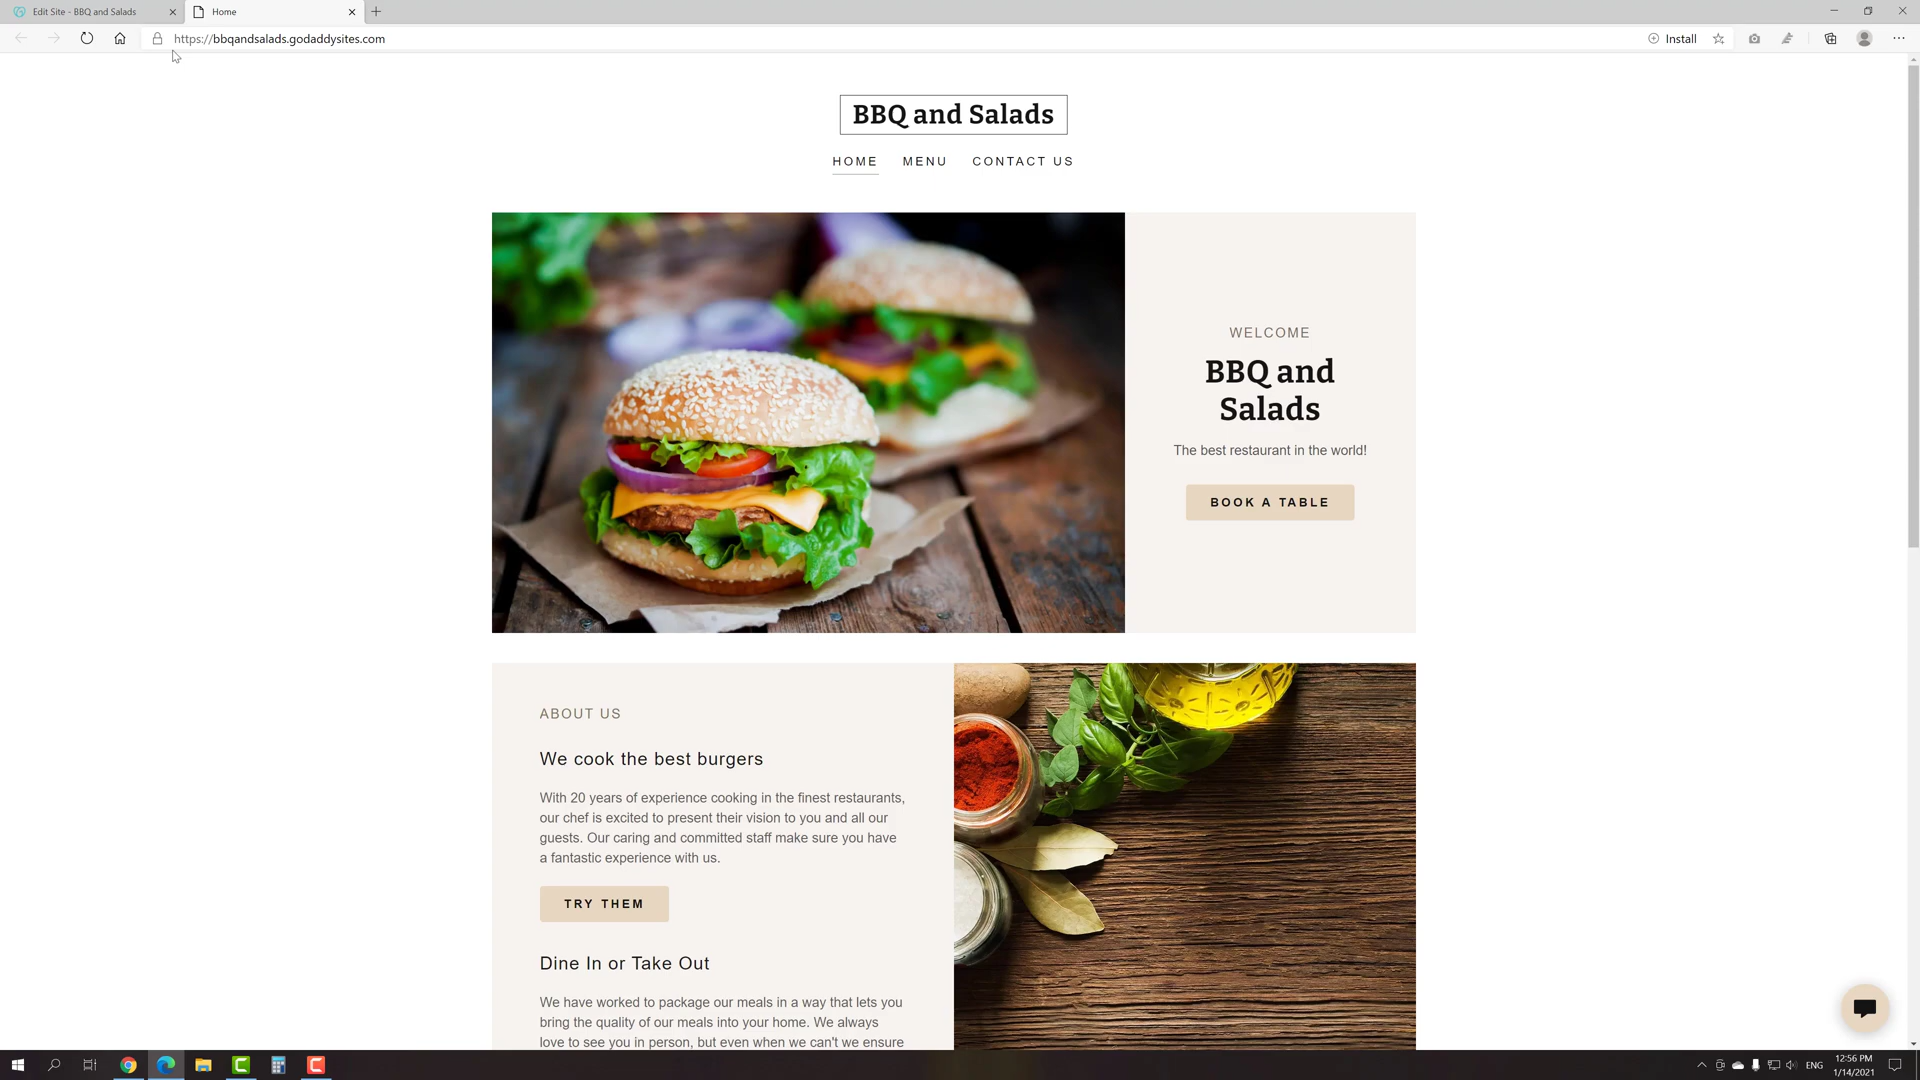 Edit Site - BBQ and Salads
Home
https://bbqandsalads.godaddysites.com
Install
BBQ and Salads
HOME MENU CONTACT US
WELCOME
BBQ and
Salads
The best restaurant in the world!
BOOK A TABLE
ABOUT US
We cook the best burgers
With 20 years of experience cooking in the finest restaurants,
our chef is excited to present their vision to you and all our
guests. Our caring and committed staff make sure you have
a fantastic experience with us.
TRY THEM
Dine In or Take Out
We have worked to package our meals in a way that lets you
bring the quality of our meals into your home. We always
love to see you in person, but even when we can't we ensure
ENG
12:56 PM
1/14/2021